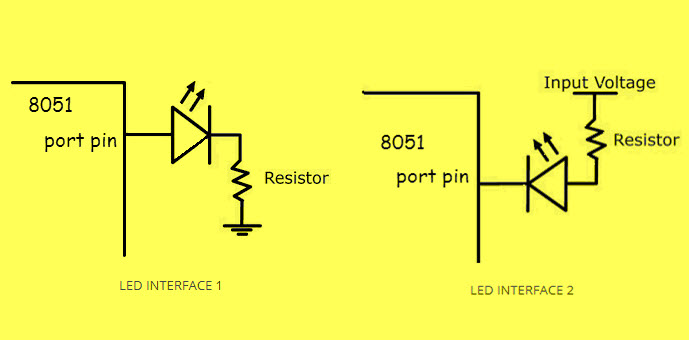 8051
port pin
Resistor
LED INTERFACE 1
Input Voltage
Resistor
8051
port pin
LED INTERFACE 2